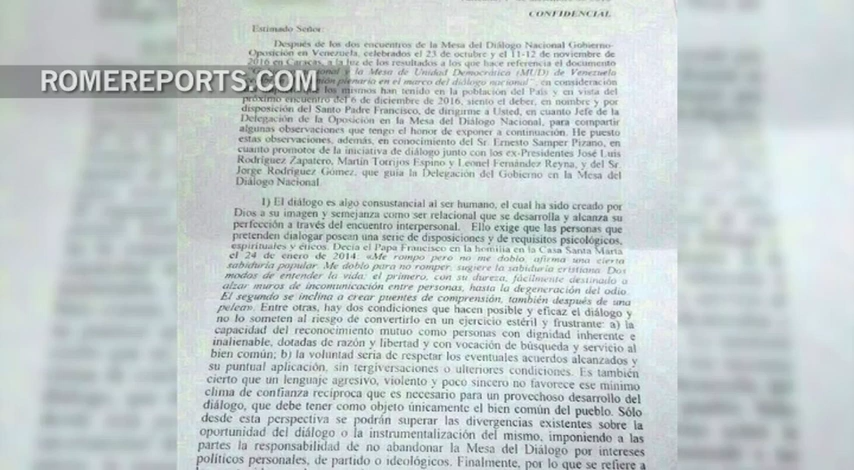 CONFIDENCIAL
Estimado Señor:
Después de los dos encuentros de la Mesa del Diálogo Nacional Gobierno-
Oposición en Venezuela, celebrados el 23 de octubre y el 11-12 de noviembre de
2016 en Caracas, a la luz de los resultados a los que hace referencia el documento
ROMEREPORTS.COM
y la Mesa de Unidad Democrática (MUD) de Venezuela
plenario en el marco del diálogo nacional", en consideración
los mismos han tenido en la población del País y en vista del
próximo encuentro del 6 de diciembre de 2016, siento el deber, en nombre y por
disposición del Santo Padre Francisco, de dirigirme a Usted, en cuanto Jefe de la
Delegación de la Oposición en la Mesa del Diálogo Nacional, para compartir
algunas observaciones que tengo el honor de exponer a continuación. He puesto
estas observaciones, además, en conocimiento del Sr. Ernesto Samper Pizano, en
cuanto promotor de la iniciativa de diálogo junto con los ex-Presidentes José Luis
Rodríguez Zapatero, Martín Torrijos Espino y Leonel Fernández Reyna, y del Sr.
Jorge Rodríguez Gómez, que guía la Delegación del Gobierno en la Mesa del
Diálogo Nacional.
1) El diálogo es algo consustancial al ser humano, el cual ha sido creado por
Dios a su imagen y semejanza como ser relacional que se desarrolla y alcanza su
perfección a través del encuentro interpersonal. Ello exige que las personas que
pretenden dialogar posean una serie de disposiciones y de requisitos psicológicos,
espirituales y éticos. Decía el Papa Francisco en la homilía en la Casa Santa Marta
el 24 de enero de 2014: «Me rompo pero no me doblo, afirma una cierta
sabiduría popular. Me doblo para no romper, sugiere la sabiduría cristiana. Dos
modos de entender la vida: el primero, con su dureza, fácilmente destinado a
alzar muros de incomunicación entre personas, hasta la degeneración del odio.
El segundo se inclina a crear puentes de comprensión, también después de una
pelea». Entre otras, hay dos condiciones que hacen posible y eficaz el diálogo y
no lo someten al riesgo de convertirlo en un ejercicio estéril y frustrante: a) la
capacidad del reconocimiento mutuo como personas con dignidad inherente e
inalienable, dotadas de razón y libertad y con vocación de búsqueda y servicio al
bien común; b) la voluntad seria de respetar los eventuales acuerdos alcanzados y
su puntual aplicación, sin tergiversaciones o ulteriores condiciones. Es también
cierto que un lenguaje agresivo, violento y poco sincero no favorece ese mínimo
clima de confianza recíproca que es necesario para un provechoso desarrollo del
diálogo, que debe tener como objeto únicamente el bien común del pueblo. Sólo
desde esta perspectiva se podrán superar las divergencias existentes sobre la
oportunidad del diálogo o la instrumentalización del mismo, imponiendo a las
partes la responsabilidad de no abandonar la Mesa del Diálogo por intereses
políticos personales, de partido o ideológicos. Finalmente, por lo que se refiere a